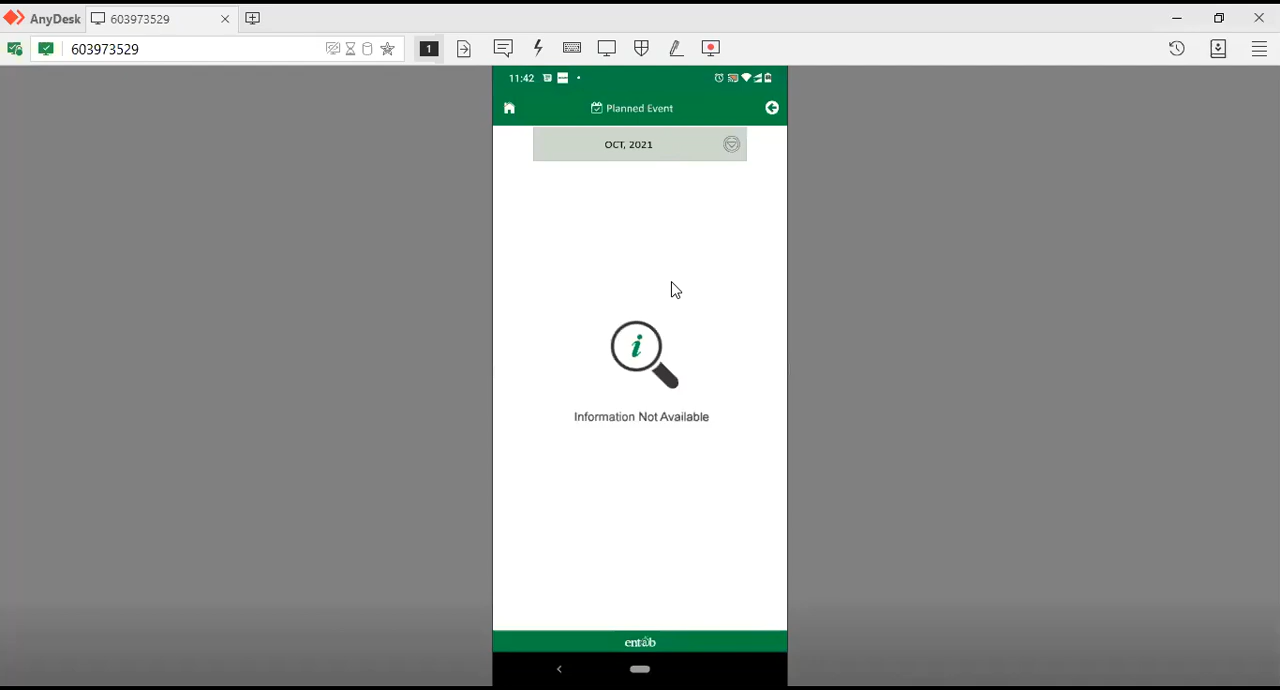 AnyDesk
603973529
603973529
1
11:42
Planned Event
OCT, 2021
i
Information Not Available
entab